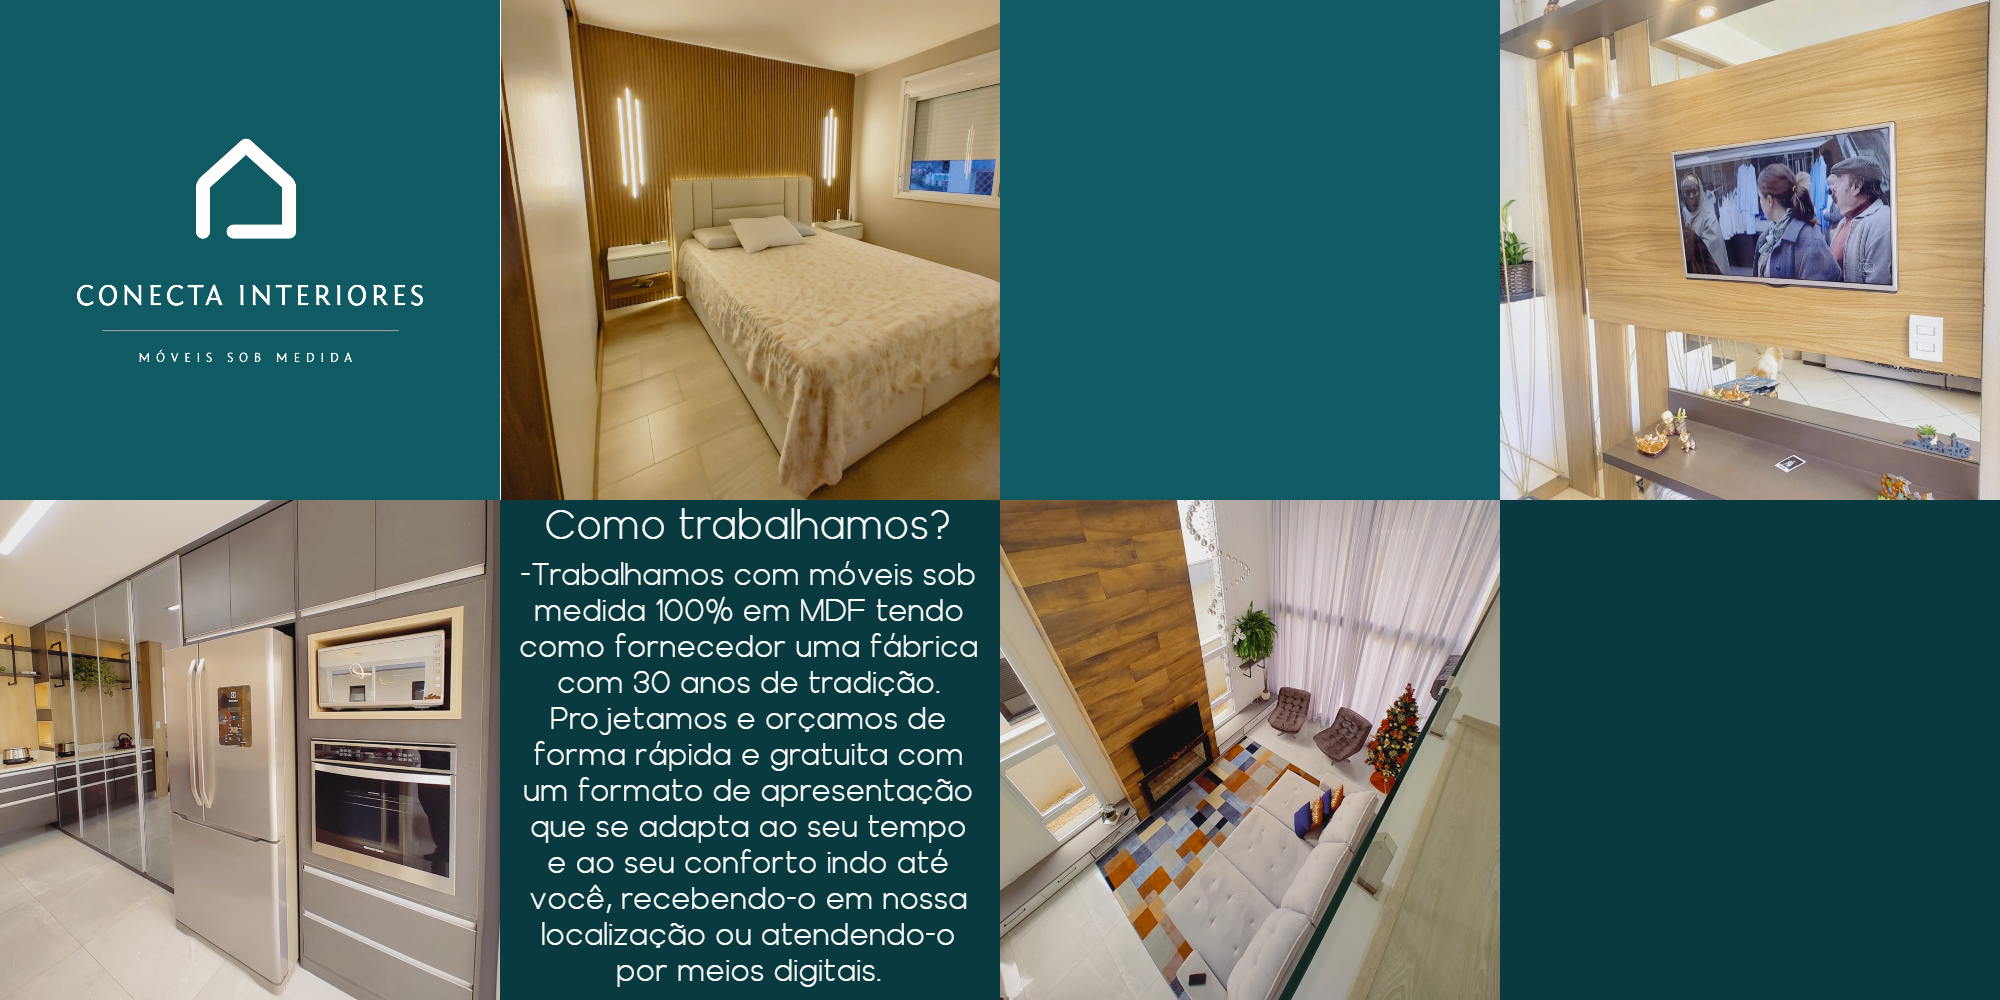 CONECTA INTERIORES
MÓVEIS SOB MEDIDA
Como trabalhamos?
-Trabalhamos com móveis sob
medida 100% em MDF tendo
como fornecedor uma fábrica
com 30 anos de tradição.
Projetamos e orçamos de
forma rápida e gratuita com
um formato de apresentação
que se adapta ao seu tempo
e ao seu conforto indo até
você, recebendo-o em nossa
localização ou atendendo-o
por meios digitais.